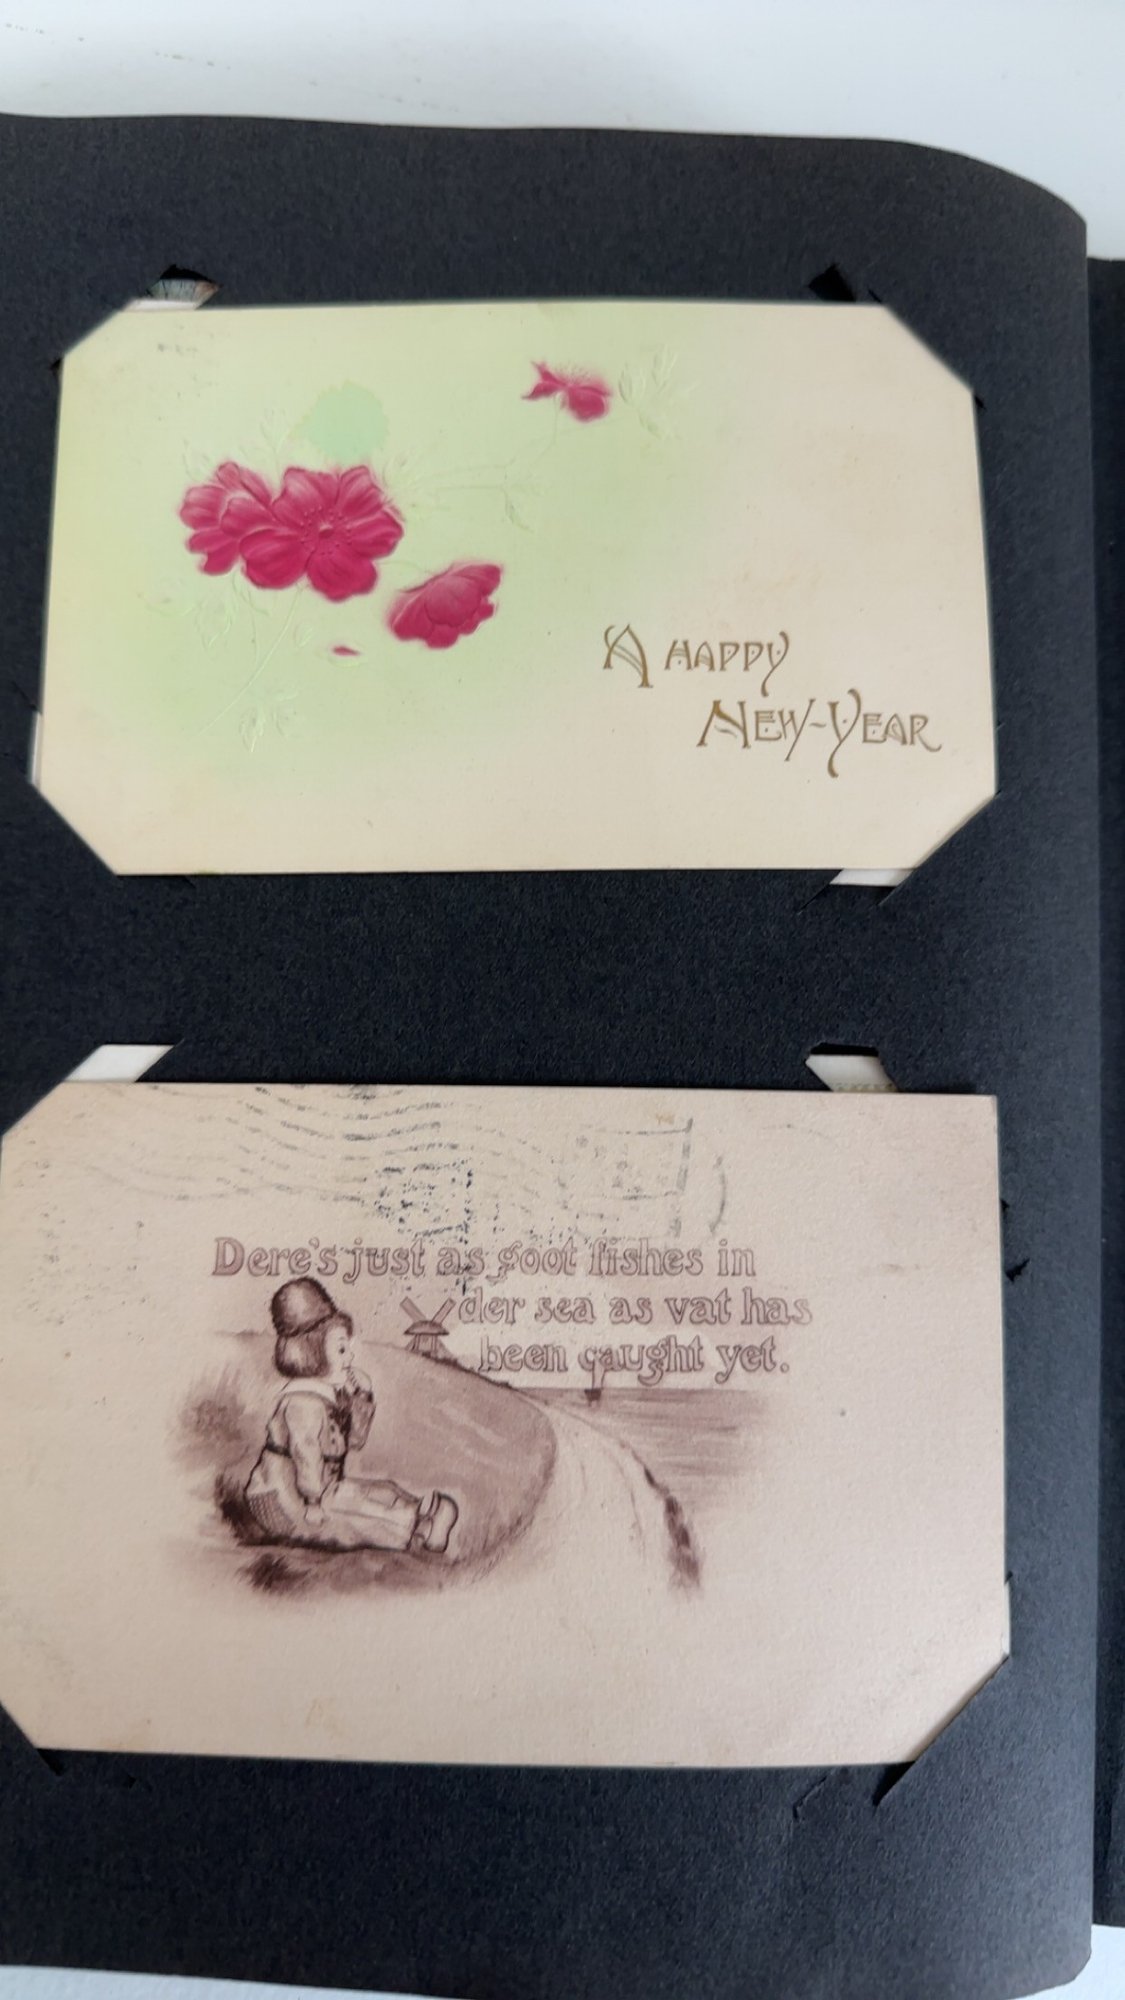 A HAPPY
NEW-YEAR
Dere's just as goot fishes in
der sea as vat has
been caught yet.